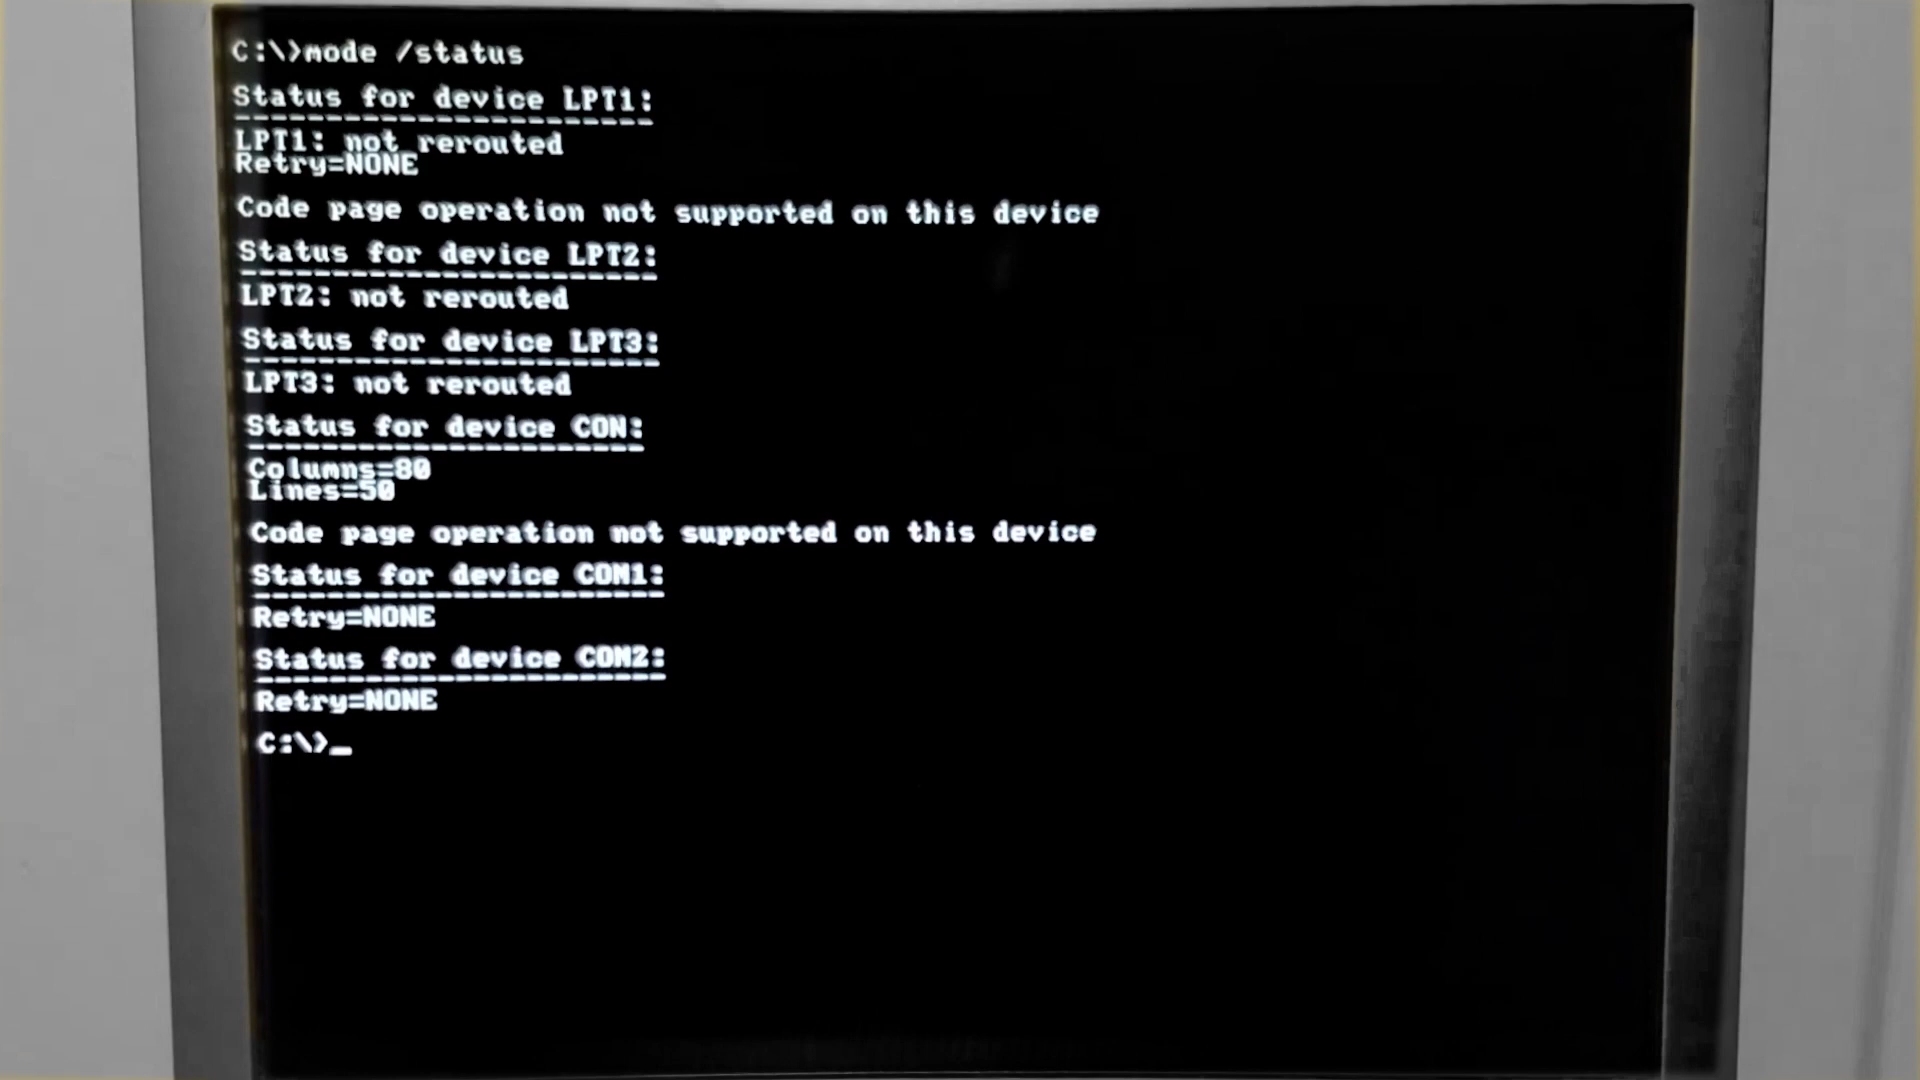 C:\>mode /status
Status for device LPT1:
-----------------------
LPT1: not rerouted
Retry=NONE
Code page operation not supported on this device
Status for device LPT2:
-----------------------
LPT2: not rerouted
Status for device LPT3:
-----------------------
LPT3: not rerouted
Status for device CON:
----------------------
Columns=80
Lines=50
Code page operation not supported on this device
Status for device COM1:
-----------------------
Retry=NONE
Status for device COM2:
-----------------------
Retry=NONE
C:\>_